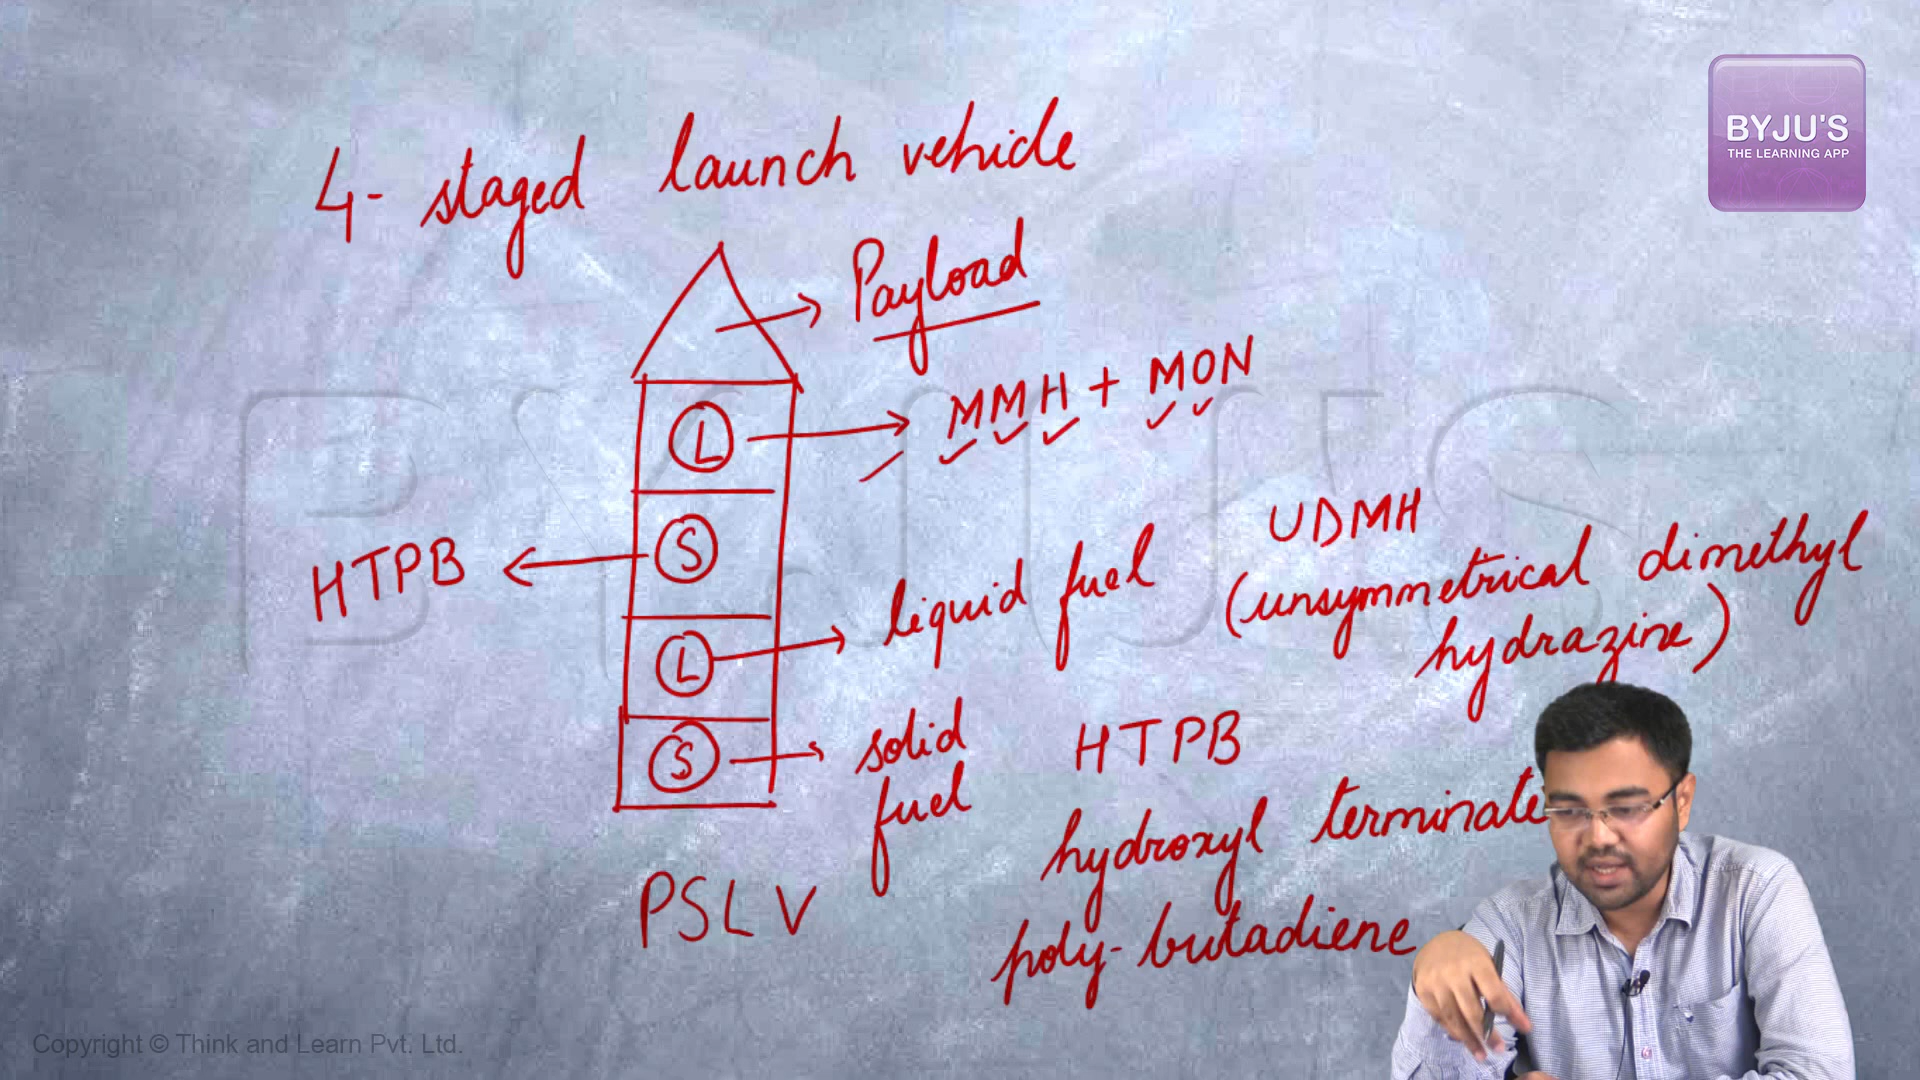 4- staged launch vehicle
BYJU'S
THE LEARNING APP
Payload
L
MMH + MON
HTPB
S
liquid fuel
UDMH
(unsymmetrical dimethyl
hydrazine)
L
S
solid
fuel
HTPB
hydroxyl terminate
poly-butadiene
PSLV
BYJU'S
Copyright © Think and Learn Pvt. Ltd.